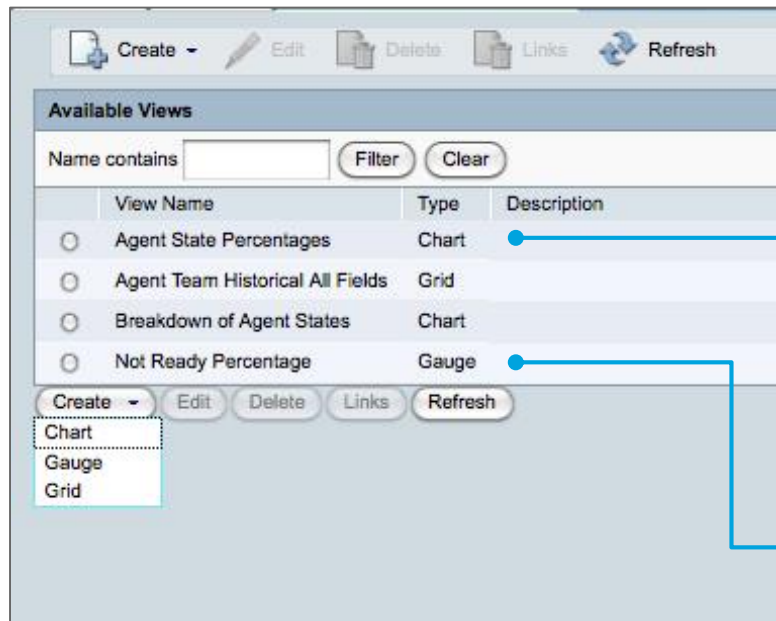 Create Edit Delete Links Refresh
Available Views
Name contains Filter Clear
View Name Type Description
Agent State Percentages Chart
Agent Team Historical All Fields Grid
Breakdown of Agent States Chart
Not Ready Percentage Gauge
Create Edit Delete Links Refresh
Chart
Gauge
Grid